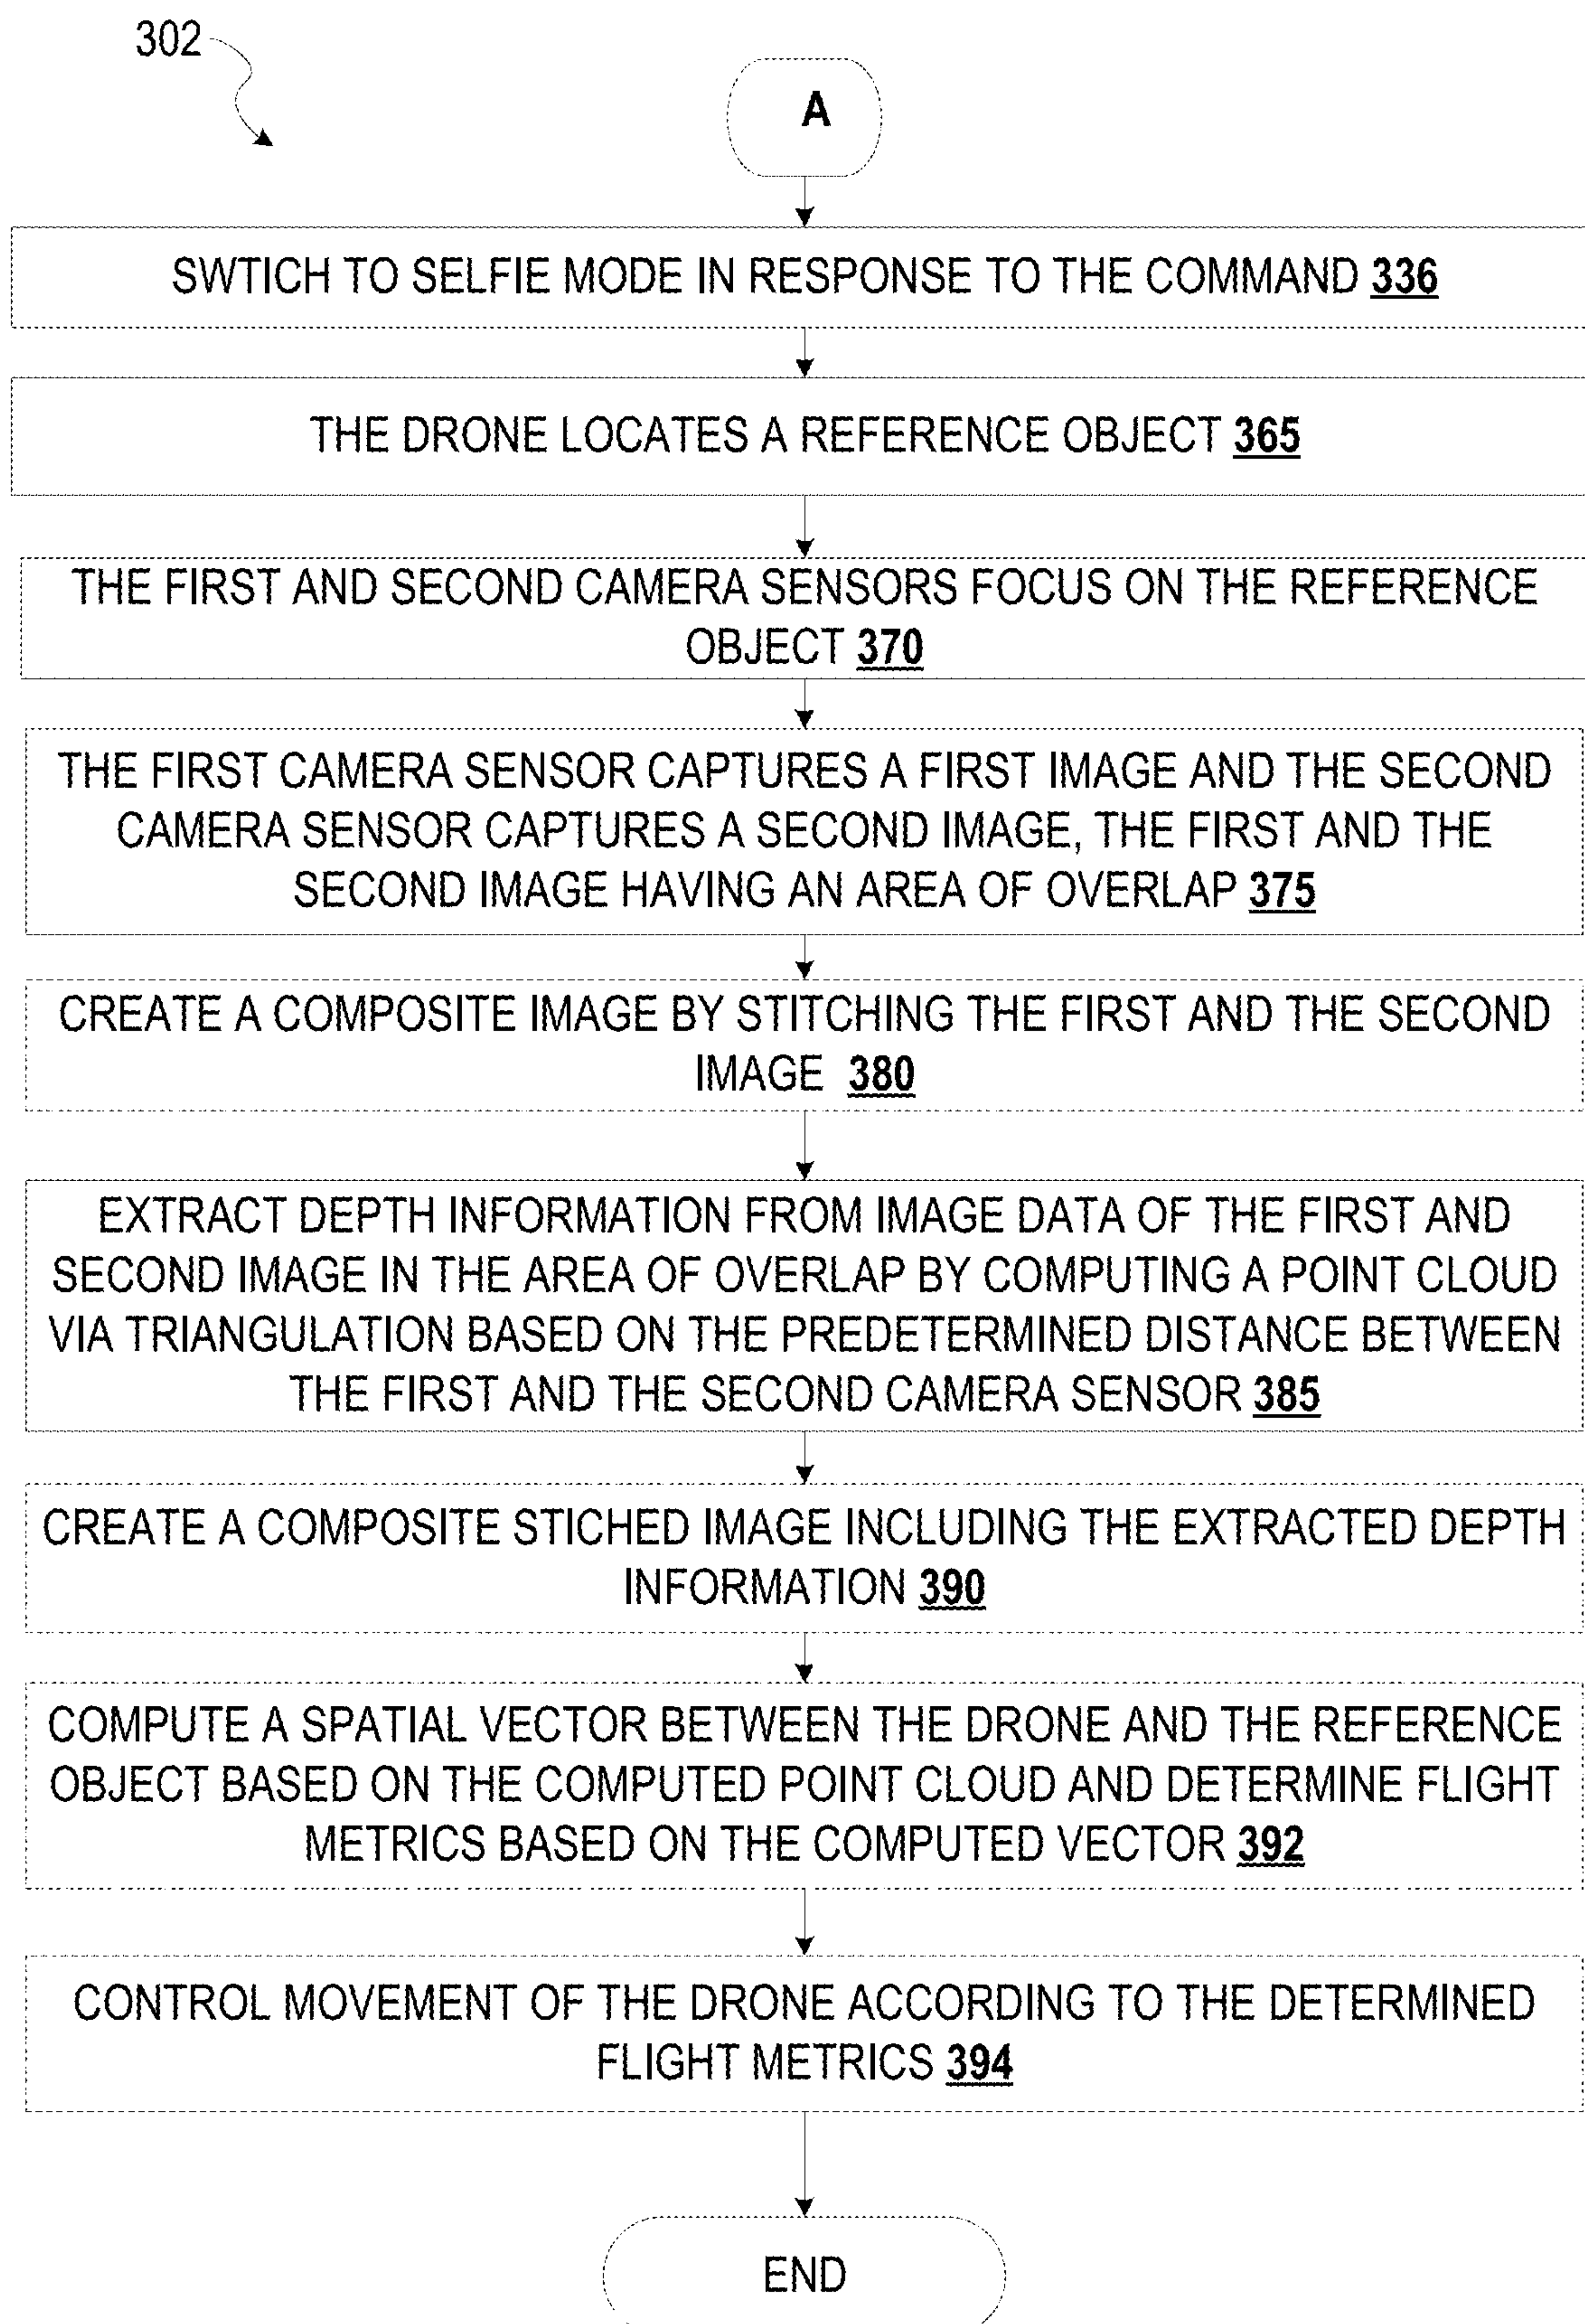 302
A
SWTICH TO SELFIE MODE IN RESPONSE TO THE COMMAND 336
THE DRONE LOCATES A REFERENCE OBJECT 365
THE FIRST AND SECOND CAMERA SENSORS FOCUS ON THE REFERENCE
OBJECT 370
THE FIRST CAMERA SENSOR CAPTURES A FIRST IMAGE AND THE SECOND
CAMERA SENSOR CAPTURES A SECOND IMAGE, THE FIRST AND THE
SECOND IMAGE HAVING AN AREA OF OVERLAP 375
CREATE A COMPOSITE IMAGE BY STITCHING THE FIRST AND THE SECOND
IMAGE 380
EXTRACT DEPTH INFORMATION FROM IMAGE DATA OF THE FIRST AND
SECOND IMAGE IN THE AREA OF OVERLAP BY COMPUTING A POINT CLOUD
VIA TRIANGULATION BASED ON THE PREDETERMINED DISTANCE BETWEEN
THE FIRST AND THE SECOND CAMERA SENSOR 385
CREATE A COMPOSITE STICHED IMAGE INCLUDING THE EXTRACTED DEPTH
INFORMATION 390
COMPUTE A SPATIAL VECTOR BETWEEN THE DRONE AND THE REFERENCE
OBJECT BASED ON THE COMPUTED POINT CLOUD AND DETERMINE FLIGHT
METRICS BASED ON THE COMPUTED VECTOR 392
CONTROL MOVEMENT OF THE DRONE ACCORDING TO THE DETERMINED
FLIGHT METRICS 394
END